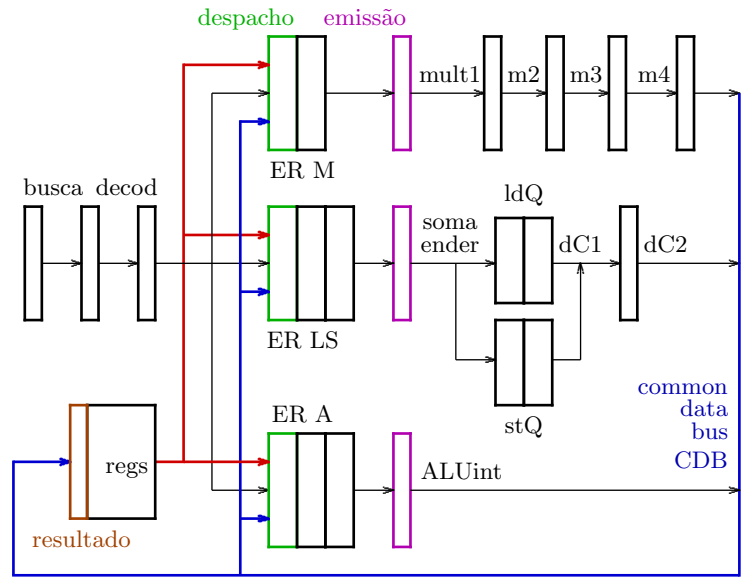 despacho emissão
mult1 m2 m3 m4
ER M
busca decod
ldQ
soma
ender
dC1 dC2
ER LS
common
data
bus
CDB
ER A
stQ
regs
ALUint
resultado